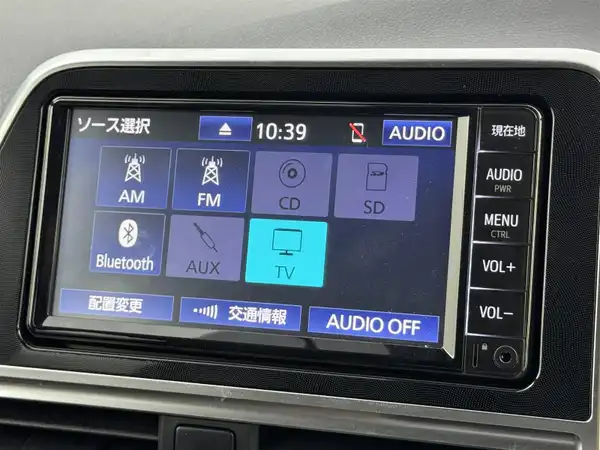 ソース選択 10:39 AUDIO
AM FM CD SD
Bluetooth AUX TV
配置変更 交通情報 AUDIO OFF
現在地
AUDIO
PWR
MENU
CTRL
VOL+
VOL−